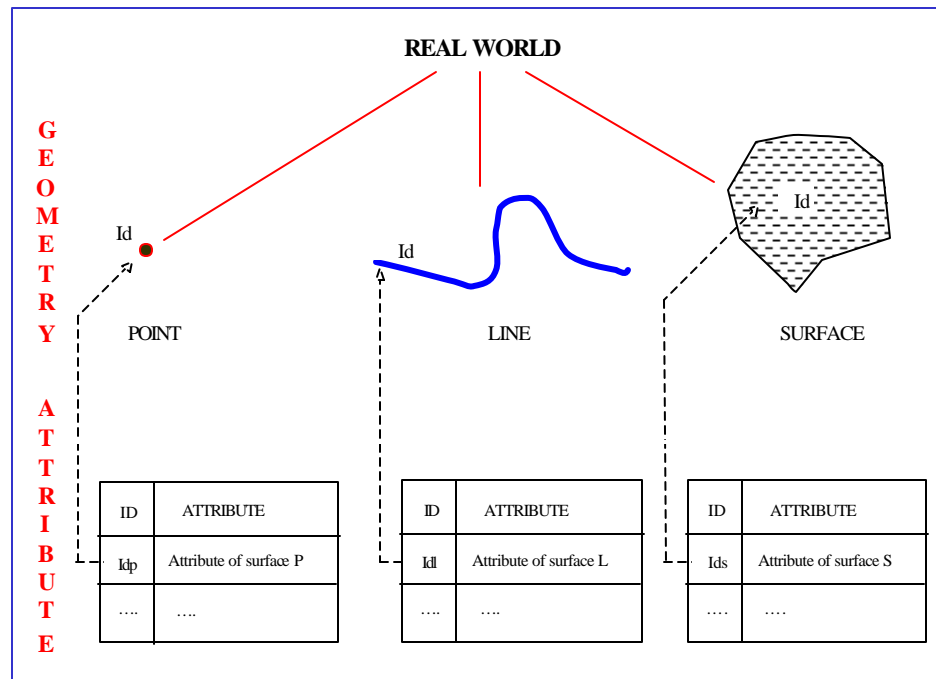 REAL WORLD
GEOMETRY
Id
Id
Id
POINT
LINE
SURFACE
ATTRIBUTE
ID ATTRIBUTE
Idp Attribute of surface P
.... ....
ID ATTRIBUTE
Idl Attribute of surface L
.... ....
ID ATTRIBUTE
Ids Attribute of surface S
.... ....